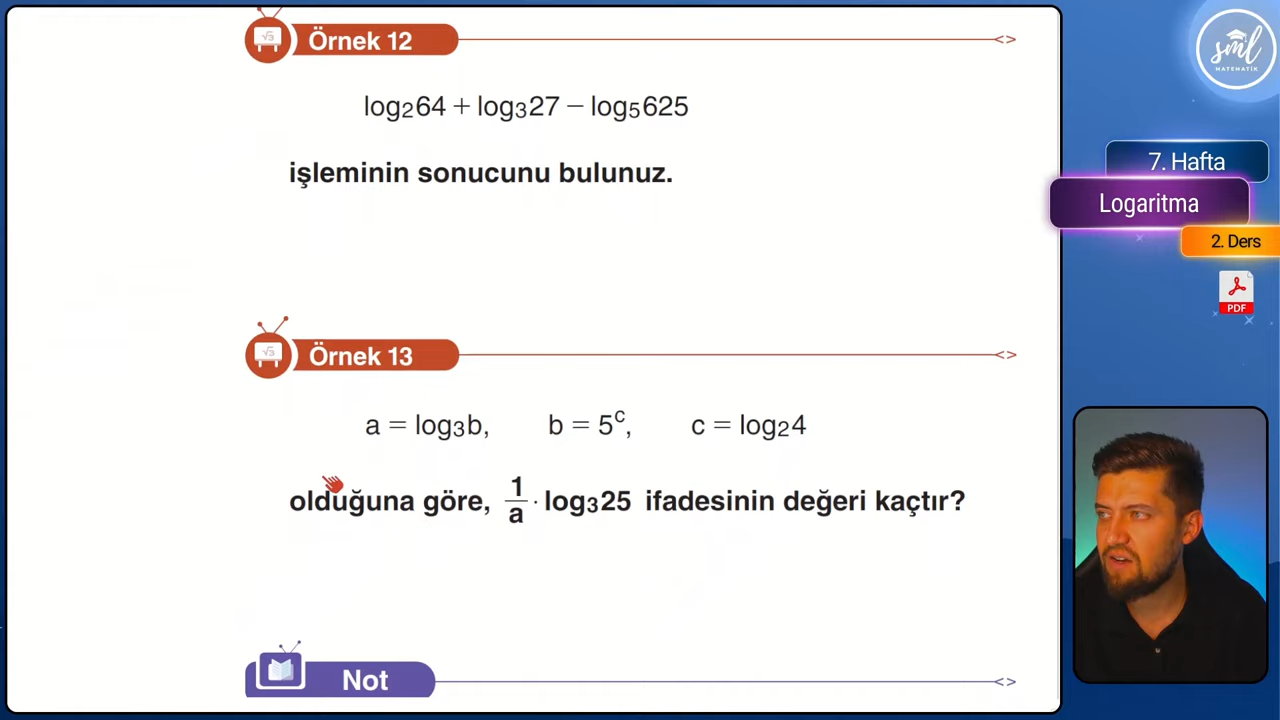 Örnek 12
log₂64 + log₃27 − log₅625
işleminin sonucunu bulunuz.
Örnek 13
a = log₃b, b = 5ᶜ, c = log₂4
olduğuna göre, 1/a · log₃25 ifadesinin değeri kaçtır?
Not
sml
MATEMATİK
7. Hafta
Logaritma
2. Ders
PDF